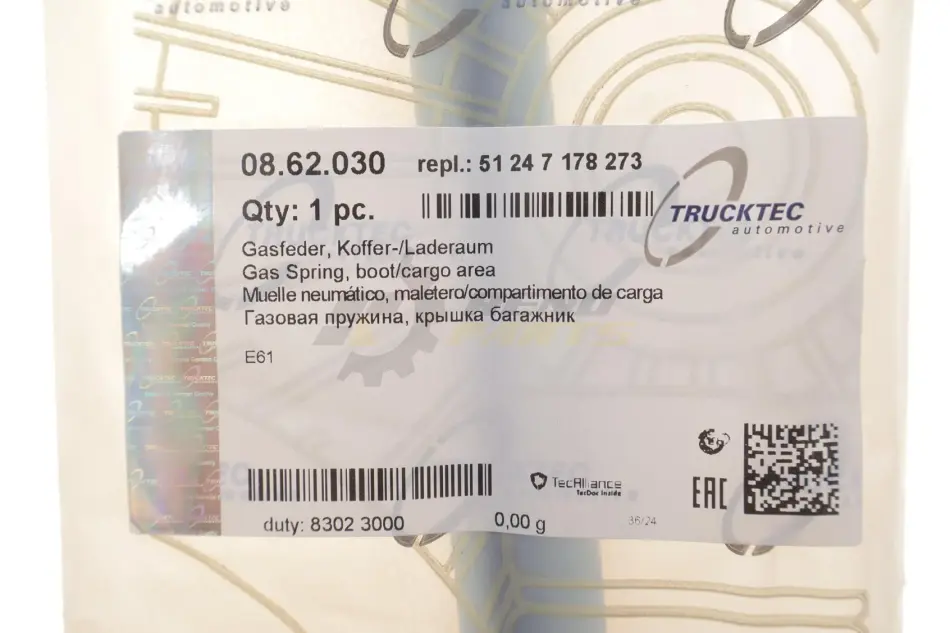 automotive
automotive
08.62.030 repl.: 51 24 7 178 273
Qty: 1 pc.
TRUCKTEC
automotive
Gasfeder, Koffer-/Laderaum
Gas Spring, boot/cargo area
Muelle neumático, maletero/compartimento de carga
Газовая пружина, крышка багажник
PARTS
E61
TRUCKTEC
TecAlliance
TecDoc Inside
EAC
duty: 8302 3000
0,00 g
36/24